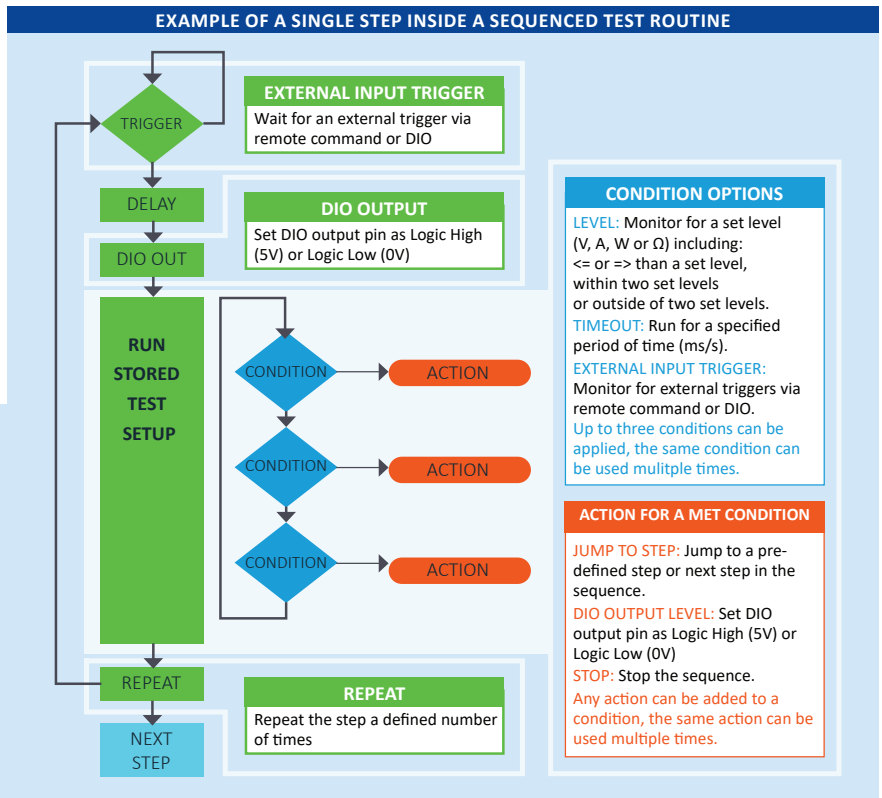 EXAMPLE OF A SINGLE STEP INSIDE A SEQUENCED TEST ROUTINE
TRIGGER
EXTERNAL INPUT TRIGGER
Wait for an external trigger via
remote command or DIO
DELAY
DIO OUT
DIO OUTPUT
Set DIO output pin as Logic High
(5V) or Logic Low (0V)
RUN
STORED
TEST
SETUP
CONDITION
ACTION
CONDITION
ACTION
CONDITION
ACTION
REPEAT
REPEAT
Repeat the step a defined number
of times
NEXT
STEP
CONDITION OPTIONS
LEVEL: Monitor for a set level
(V, A, W or Ω) including:
<= or => than a set level,
within two set levels
or outside of two set levels.
TIMEOUT: Run for a specified
period of time (ms/s).
EXTERNAL INPUT TRIGGER:
Monitor for external triggers via
remote command or DIO.
Up to three conditions can be
applied, the same condition can
be used mulitple times.
ACTION FOR A MET CONDITION
JUMP TO STEP: Jump to a pre-
defined step or next step in the
sequence.
DIO OUTPUT LEVEL: Set DIO
output pin as Logic High (5V) or
Logic Low (0V)
STOP: Stop the sequence.
Any action can be added to a
condition, the same action can be
used multiple times.